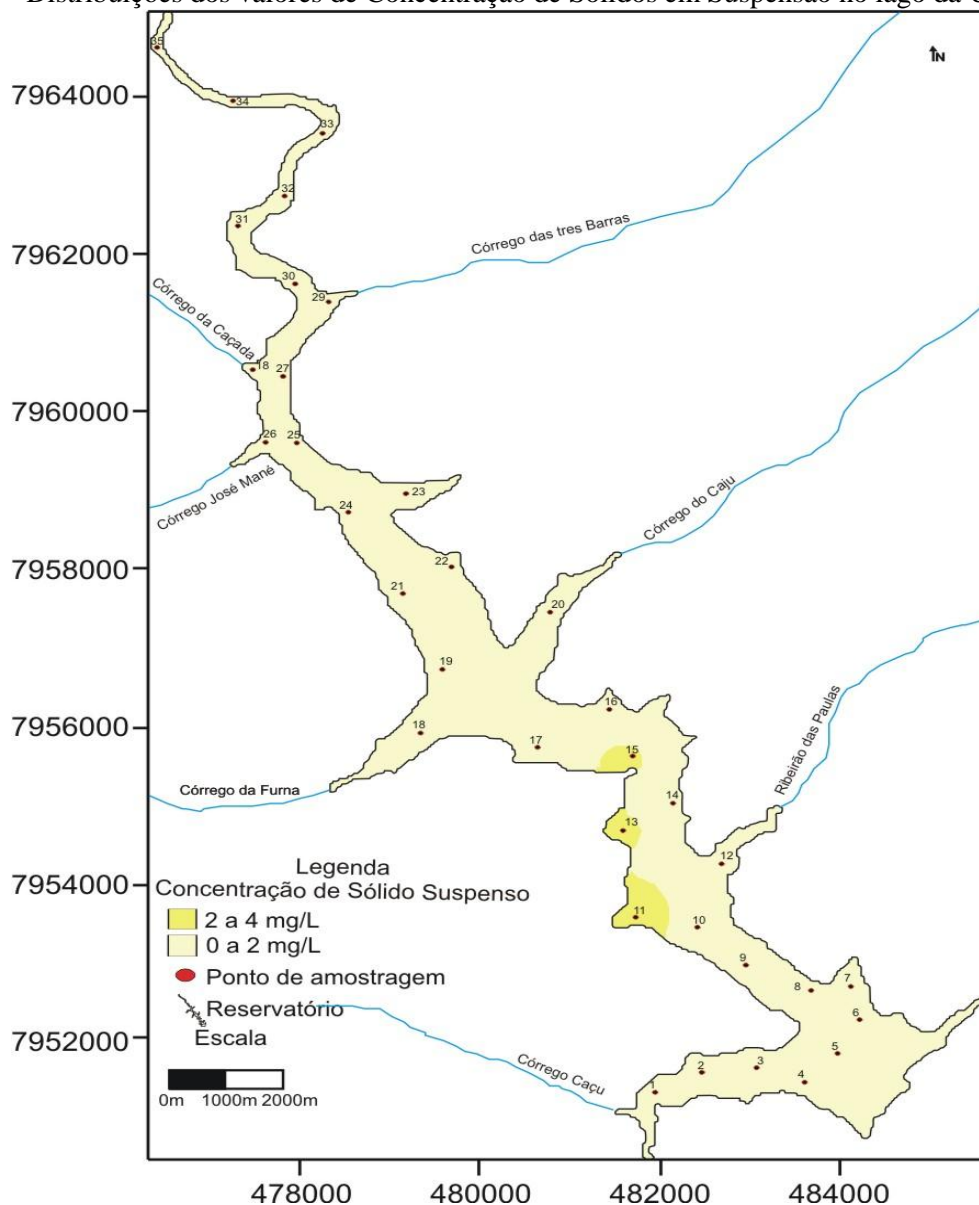 Distribuições dos valores de Concentração de Sólidos em Suspensão no lago da
N
7964000
7962000
7960000
7958000
7956000
7954000
7952000
35
34
33
32
31
30
29
Córrego das tres Barras
Córrego da Caçada
18
27
26
25
Córrego José Mané
23
24
22
Córrego do Caju
21
20
19
18
17
16
15
Ribeirão das Paulas
Córrego da Furna
14
13
12
11
10
9
8
7
6
5
4
3
2
1
Legenda
Concentração de Sólido Suspenso
2 a 4 mg/L
0 a 2 mg/L
Ponto de amostragem
Reservatório
Escala
0m 1000m 2000m
Córrego Caçu
478000 480000 482000 484000